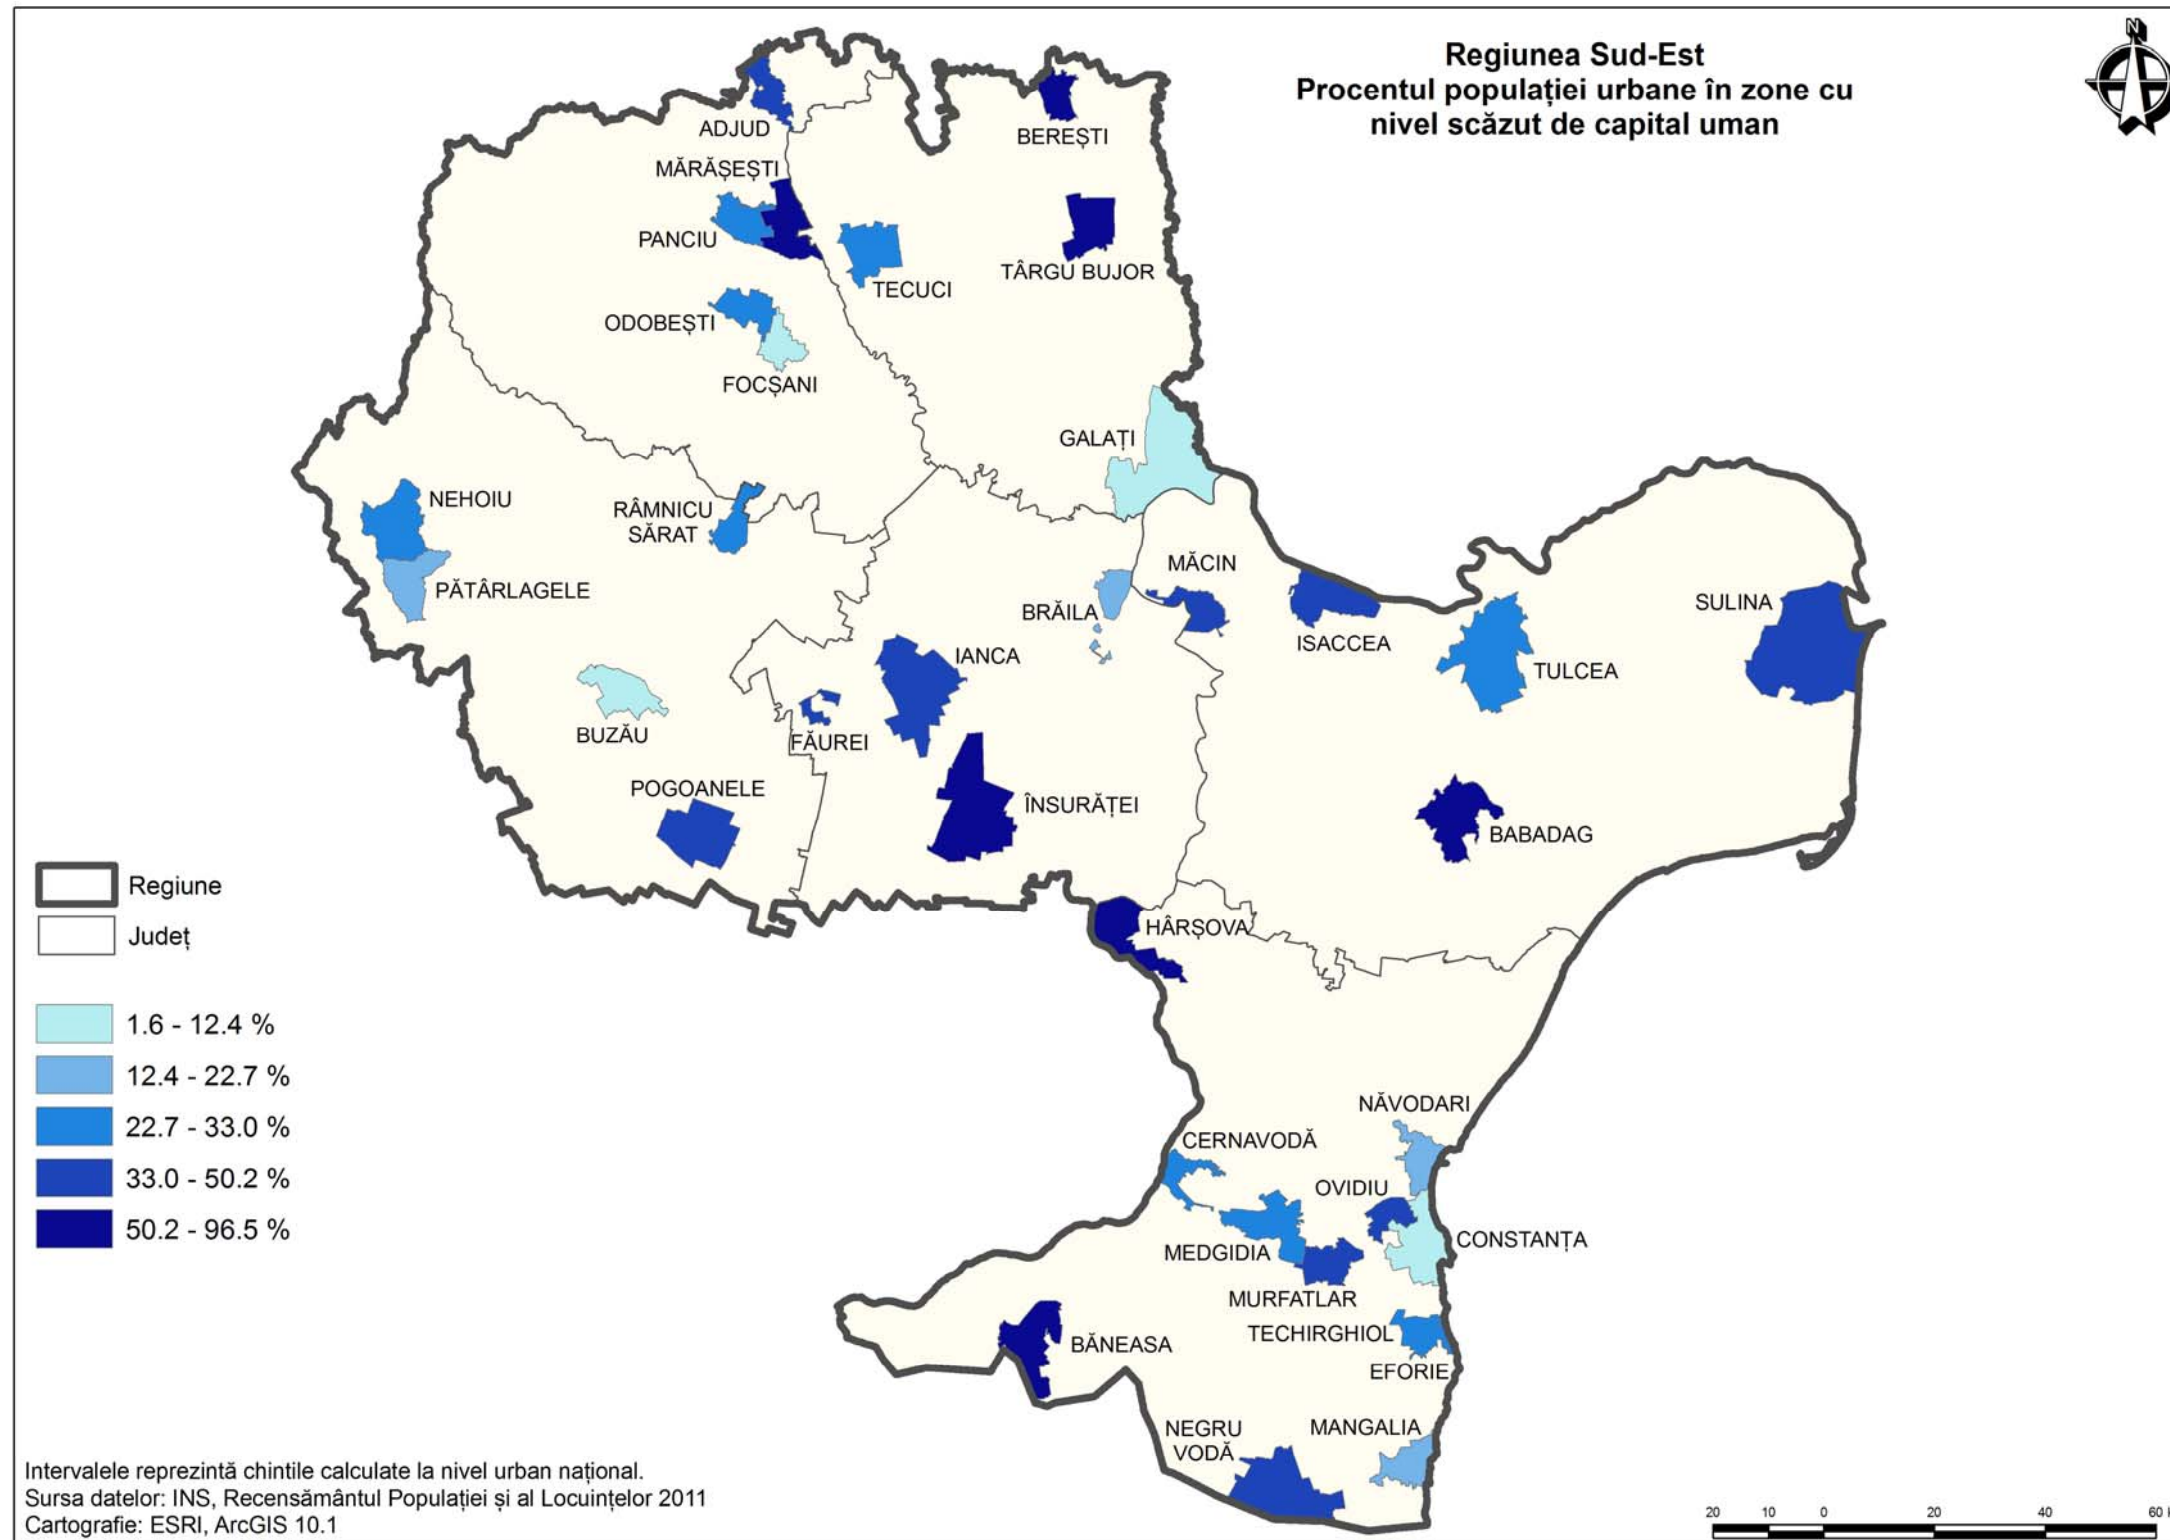 Regiunea Sud-Est
Procentul populației urbane în zone cu
nivel scăzut de capital uman
N
ADJUD
BEREȘTI
MĂRĂȘEȘTI
PANCIU
TECUCI
TÂRGU BUJOR
ODOBEȘTI
FOCȘANI
GALAȚI
NEHOIU
RÂMNICU
SĂRAT
PĂTÂRLAGELE
MĂCIN
BRĂILA
ISACCEA
SULINA
TULCEA
IANCA
BUZĂU
FĂUREI
POGOANELE
ÎNSURĂȚEI
BABADAG
HÂRȘOVA
Regiune
Județ
1.6 - 12.4 %
12.4 - 22.7 %
22.7 - 33.0 %
33.0 - 50.2 %
50.2 - 96.5 %
NĂVODARI
CERNAVODĂ
OVIDIU
CONSTANȚA
MEDGIDIA
MURFATLAR
TECHIRGHIOL
BĂNEASA
EFORIE
NEGRU
VODĂ
MANGALIA
Intervalele reprezintă chintile calculate la nivel urban național.
Sursa datelor: INS, Recensământul Populației și al Locuințelor 2011
Cartografie: ESRI, ArcGIS 10.1
20 10 0 20 40 60